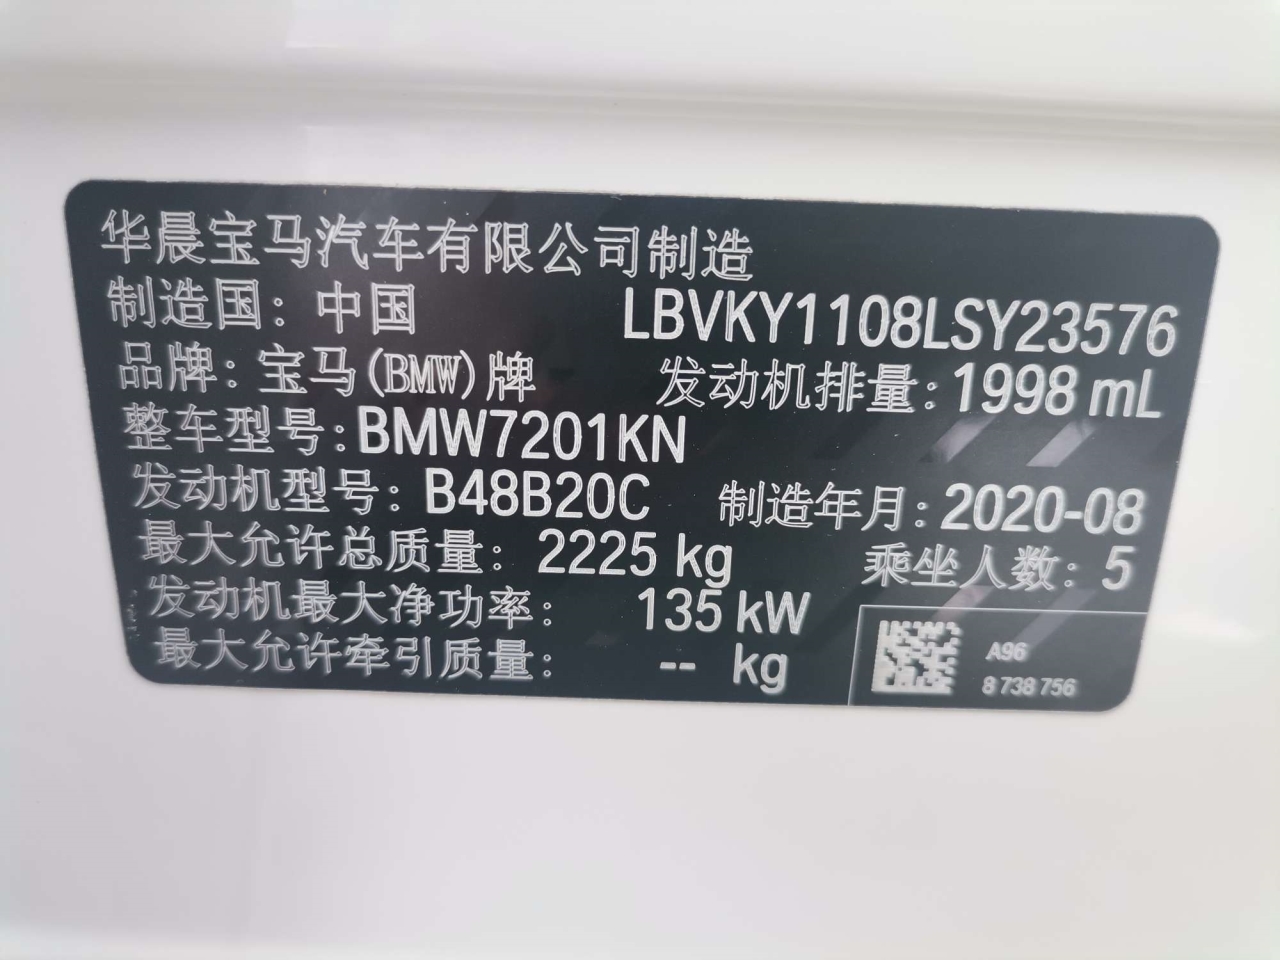 华晨宝马汽车有限公司制造
制造国：中国 LBVKY1108LSY23576
品牌：宝马(BMW)牌 发动机排量：1998 mL
整车型号：BMW7201KN
发动机型号：B48B20C 制造年月：2020-08
最大允许总质量：2225 kg 乘坐人数：5
发动机最大净功率：135 kW
最大允许牵引质量：-- kg
A96
8 738 756